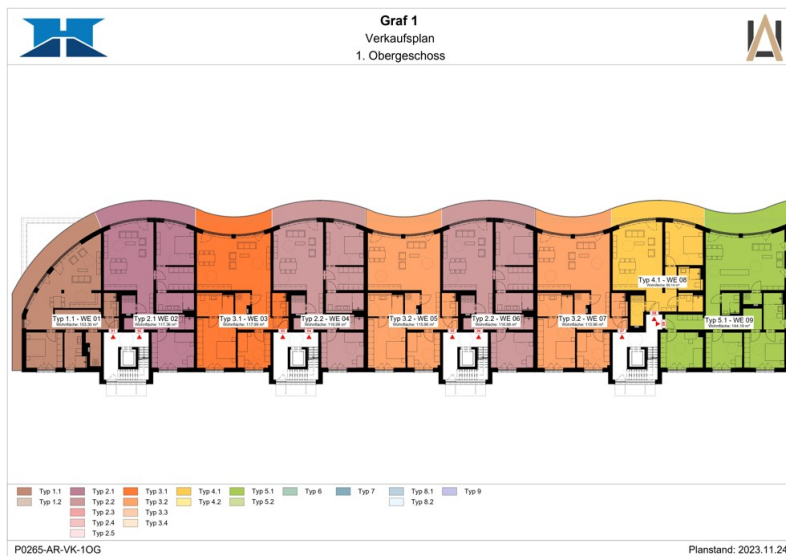 Graf 1
Verkaufsplan
1. Obergeschoss
Typ 4.1 - WE 08
Typ 1.1 - WE 01
Typ 2.1 WE 02
Wohnfläche: 117.36 m²
Typ 3.1 - WE 03
Typ 2.2 - WE 04
Typ 3.2 - WE 05
Typ 2.2 - WE 06
Typ 3.2 - WE 07
Typ 5.1 - WE 09
Typ 1.1 Typ 2.1 Typ 3.1 Typ 4.1 Typ 5.1 Typ 6 Typ 7 Typ 8.1 Typ 9
Typ 1.2 Typ 2.2 Typ 3.2 Typ 4.2 Typ 5.2 Typ 8.2
Typ 2.3 Typ 3.3
Typ 2.4 Typ 3.4
Typ 2.5
P0265-AR-VK-1OG
Planstand: 2023.11.24